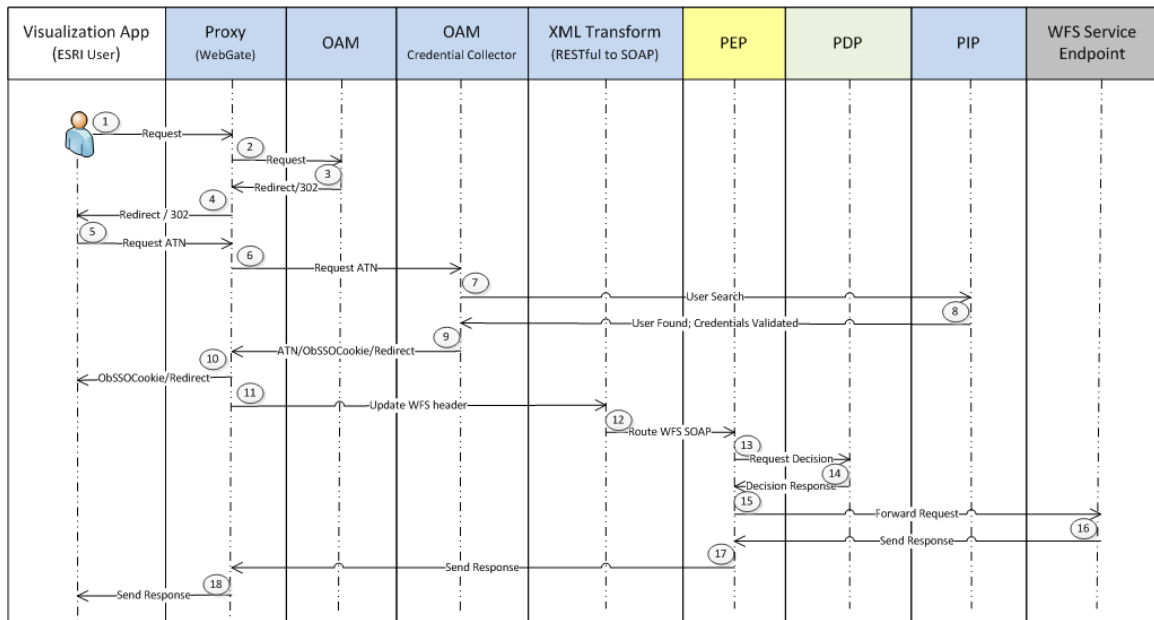 Visualization App
(ESRI User)
Proxy
(WebGate)
OAM
OAM
Credential Collector
XML Transform
(RESTful to SOAP)
PEP
PDP
PIP
WFS Service
Endpoint
1
Request
2
Request
3
Redirect/302
4
Redirect / 302
5
Request ATN
6
Request ATN
7
User Search
8
User Found; Credentials Validated
9
ATN/ObSSOCookie/Redirect
10
ObSSOCookie/Redirect
11
Update WFS header
12
Route WFS SOAP
13
Request Decision
14
Decision Response
15
Forward Request
16
Send Response
17
Send Response
18
Send Response